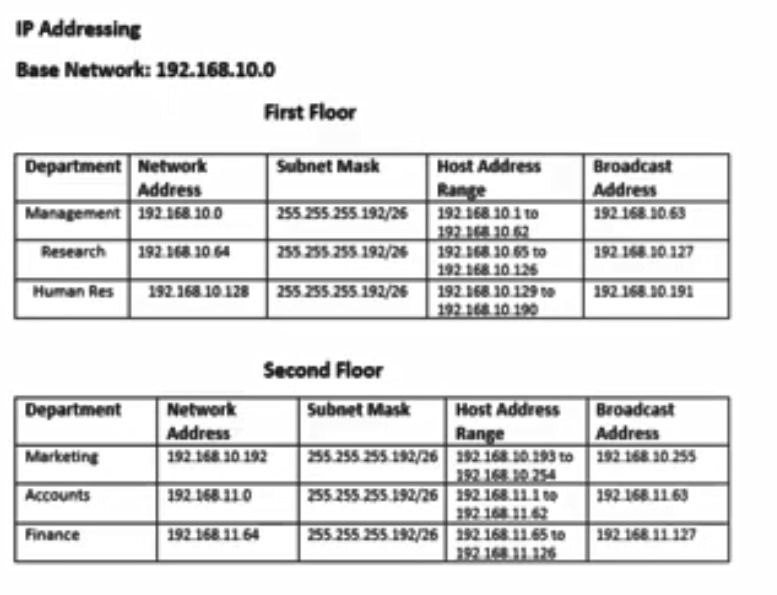 IP Addressing
Base Network: 192.168.10.0
First Floor
Department Network Address Subnet Mask Host Address Range Broadcast Address
Management 192.168.10.0 255.255.255.192/26 192.168.10.1 to 192.168.10.62 192.168.10.63
Research 192.168.10.64 255.255.255.192/26 192.168.10.65 to 192.168.10.126 192.168.10.127
Human Res 192.168.10.128 255.255.255.192/26 192.168.10.129 to 192.168.10.190 192.168.10.191
Second Floor
Department Network Address Subnet Mask Host Address Range Broadcast Address
Marketing 192.168.10.192 255.255.255.192/26 192.168.10.193 to 192.168.10.254 192.168.10.255
Accounts 192.168.11.0 255.255.255.192/26 192.168.11.1 to 192.168.11.62 192.168.11.63
Finance 192.168.11.64 255.255.255.192/26 192.168.11.65 to 192.168.11.126 192.168.11.127